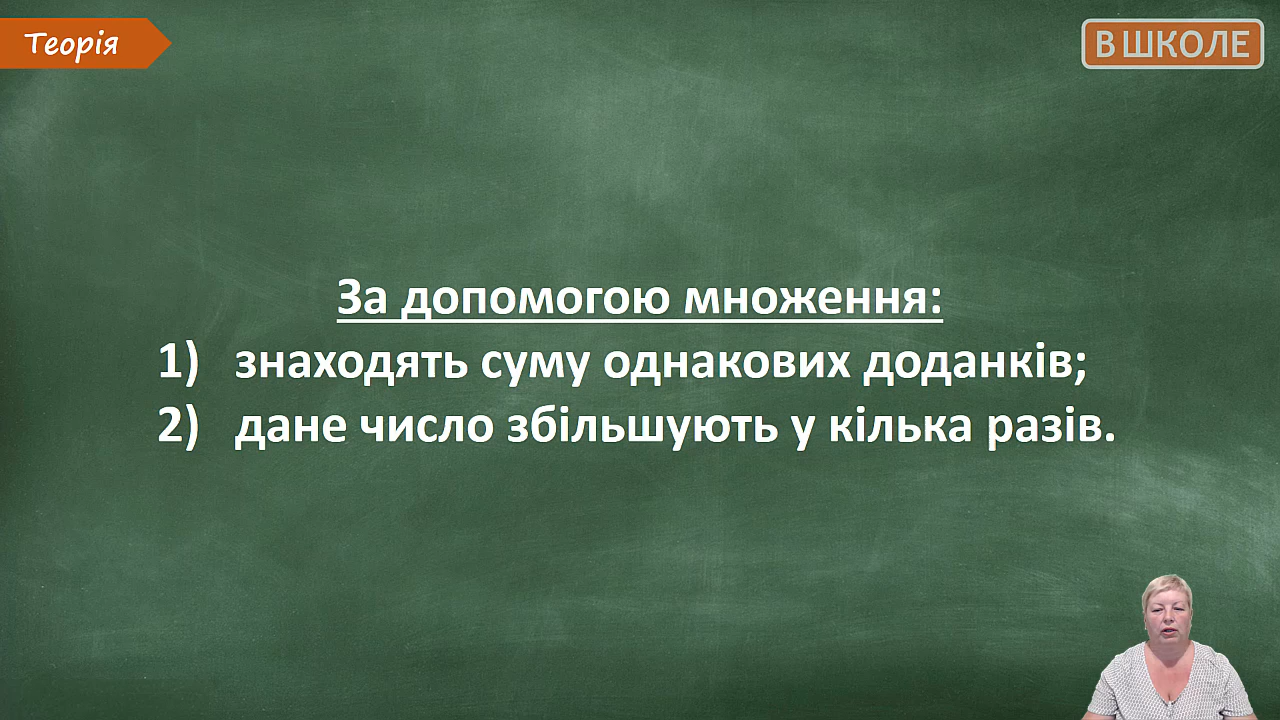 Теорія
В ШКОЛЕ
За допомогою множення:
1) знаходять суму однакових доданків;
2) дане число збільшують у кілька разів.